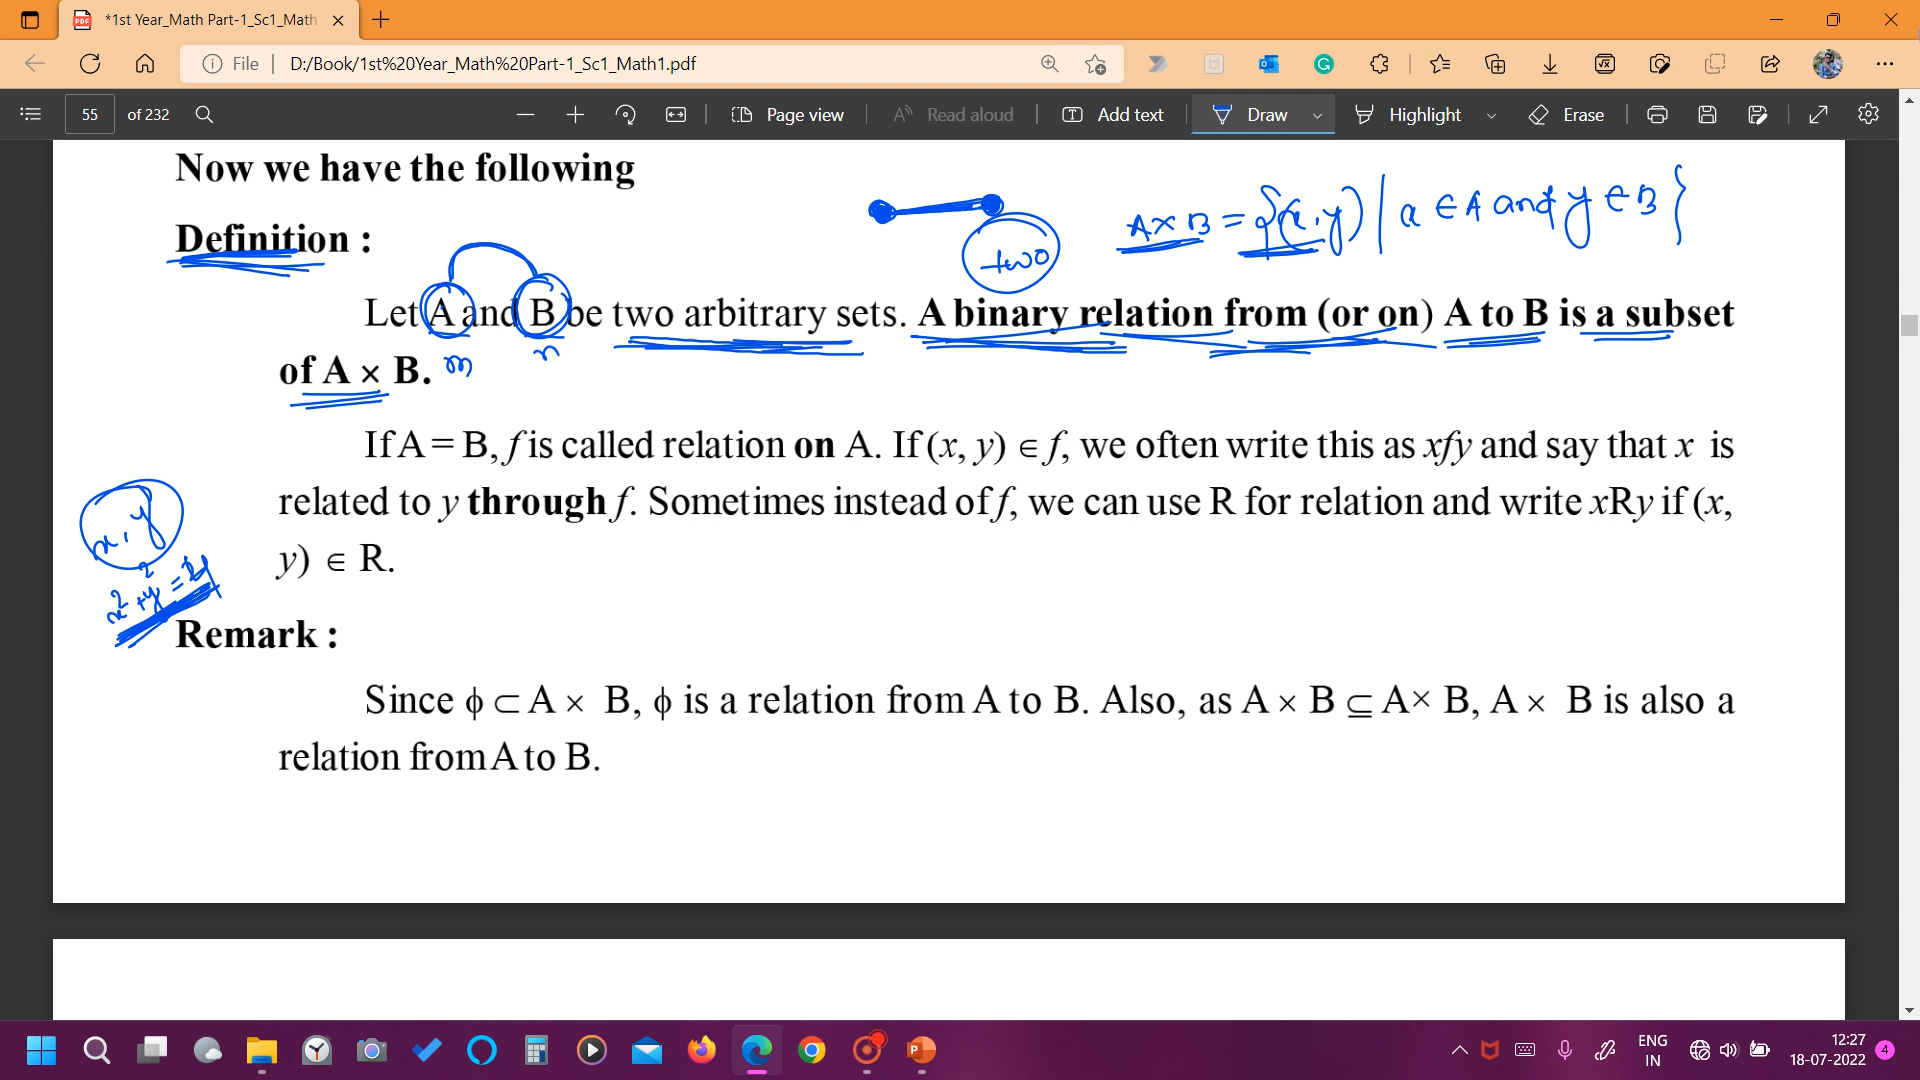 *1st Year_Math Part-1_Sc1_Math
File D:/Book/1st%20Year_Math%20Part-1_Sc1_Math1.pdf
55 of 232 Page view Read aloud Add text Draw Highlight Erase
Now we have the following
A × B = {(x, y) | a ∈ A and y ∈ B}
Definition :
two
Let A and B be two arbitrary sets. A binary relation from (or on) A to B is a subset
m n
of A × B.
If A = B, f is called relation on A. If (x, y) ∈ f, we often write this as xfy and say that x is
related to y through f. Sometimes instead of f, we can use R for relation and write xRy if (x,
y) ∈ R.
x, y
Remark :
Since ϕ ⊂ A × B, ϕ is a relation from A to B. Also, as A × B ⊆ A × B, A × B is also a
relation from A to B.
ENG
IN
12:27
18-07-2022
4